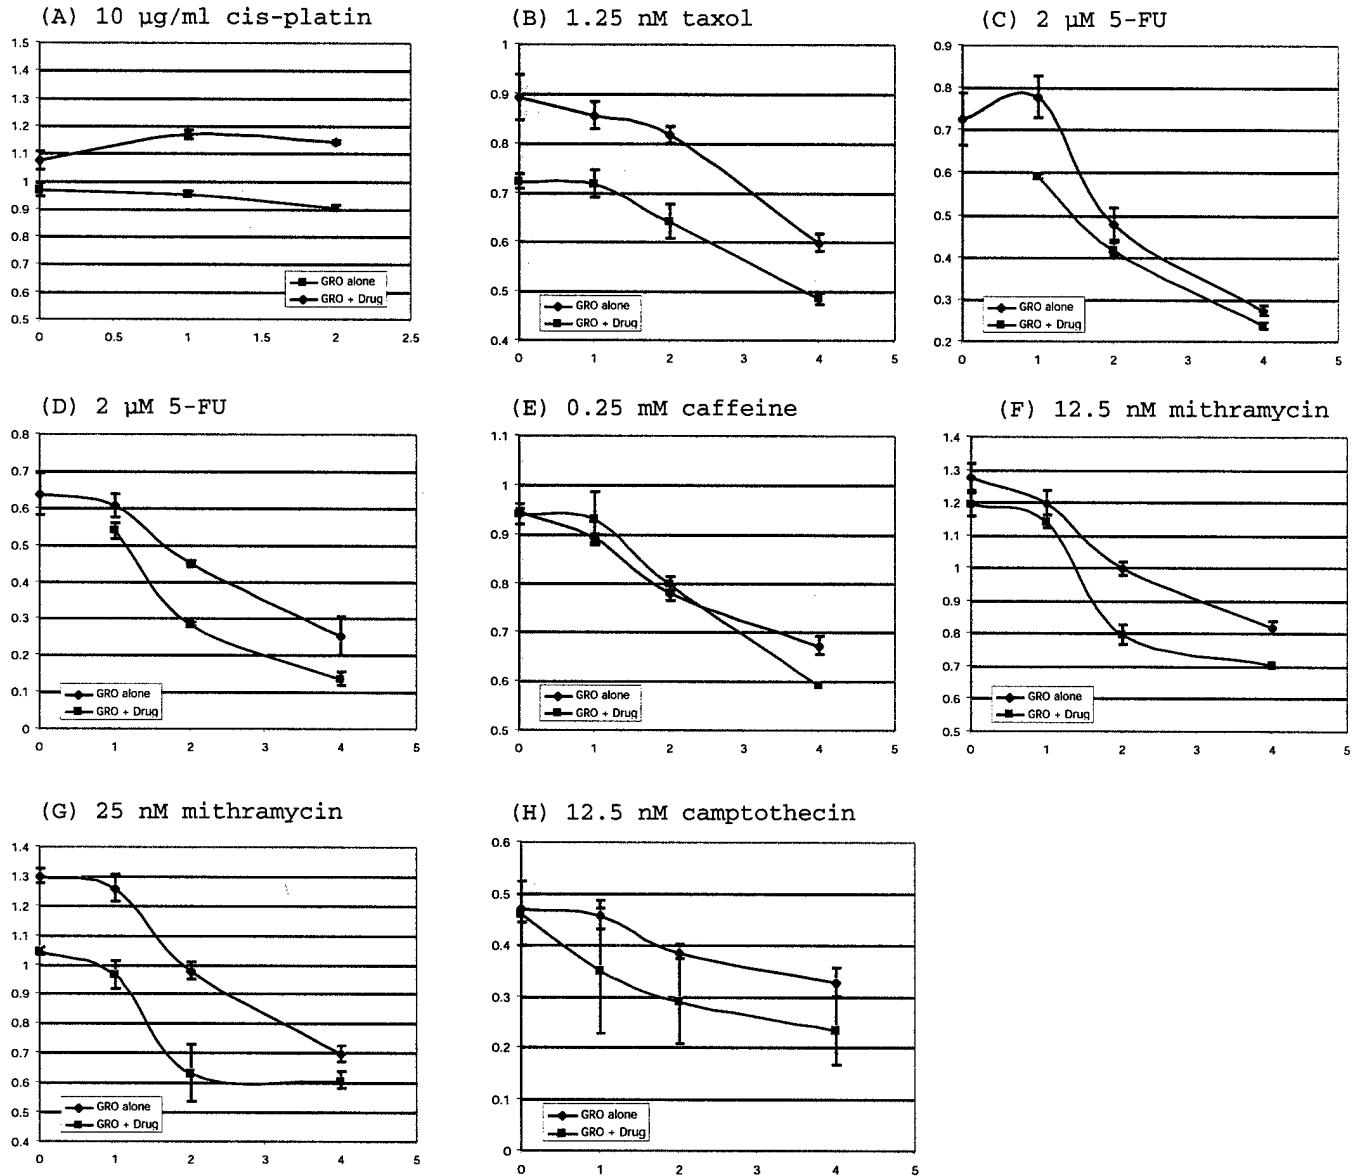 (A) 10 µg/ml cis-platin
1.5
1.4
1.3
1.2
1.1
1
0.9
0.8
0.7
0.6
0.5
GRO alone
GRO + Drug
0 0.5 1 1.5 2 2.5
(B) 1.25 nM taxol
1
0.9
0.8
0.7
0.6
0.5
0.4
GRO alone
GRO + Drug
0 1 2 3 4 5
(C) 2 µM 5-FU
0.9
0.8
0.7
0.6
0.5
0.4
0.3
0.2
GRO alone
GRO + Drug
0 1 2 3 4 5
(D) 2 µM 5-FU
0.8
0.7
0.6
0.5
0.4
0.3
0.2
0.1
0
GRO alone
GRO + Drug
0 1 2 3 4 5
(E) 0.25 mM caffeine
1.1
1
0.9
0.8
0.7
0.6
0.5
GRO alone
GRO + Drug
0 1 2 3 4 5
(F) 12.5 nM mithramycin
1.4
1.3
1.2
1.1
1
0.9
0.8
0.7
0.6
0.5
GRO alone
GRO + Drug
0 1 2 3 4 5
(G) 25 nM mithramycin
1.4
1.3
1.2
1.1
1
0.9
0.8
0.7
0.6
0.5
0.4
GRO alone
GRO + Drug
0 1 2 3 4 5
(H) 12.5 nM camptothecin
0.6
0.5
0.4
0.3
0.2
0.1
0
GRO alone
GRO + Drug
0 1 2 3 4 5